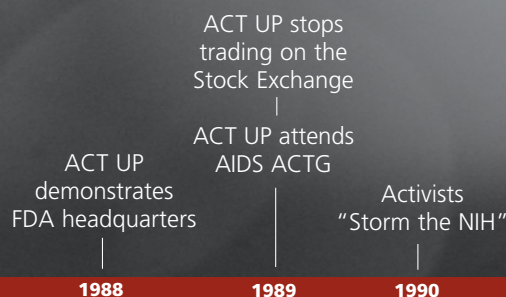 ACT UP stops
trading on the
Stock Exchange
ACT UP attends
AIDS ACTG
ACT UP
demonstrates
FDA headquarters
Activists
“Storm the NIH”
1988
1989
1990